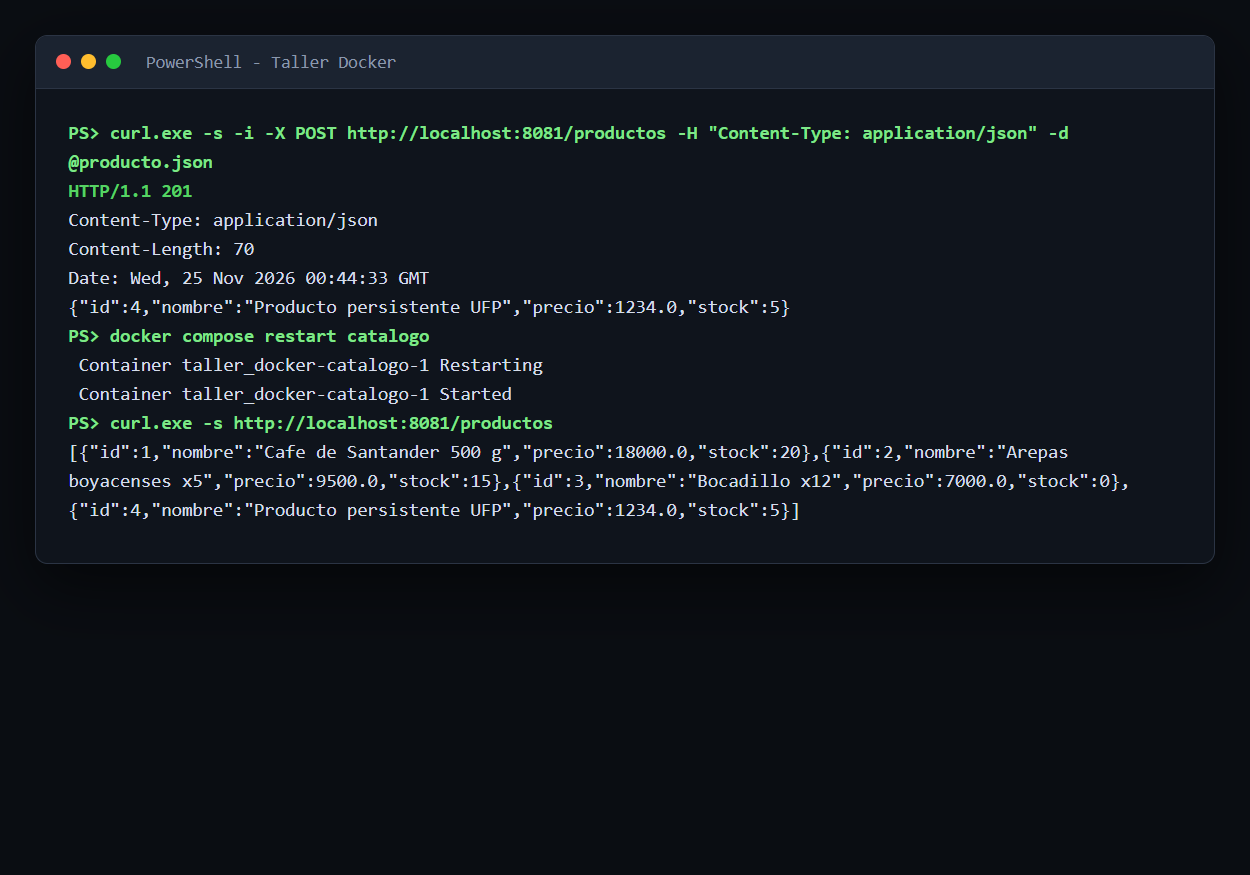 PowerShell - Taller Docker
PS> curl.exe -s -i -X POST http://localhost:8081/productos -H "Content-Type: application/json" -d
@producto.json
HTTP/1.1 201
Content-Type: application/json
Content-Length: 70
Date: Wed, 25 Nov 2026 00:44:33 GMT
{"id":4,"nombre":"Producto persistente UFP","precio":1234.0,"stock":5}
PS> docker compose restart catalogo
Container taller_docker-catalogo-1 Restarting
Container taller_docker-catalogo-1 Started
PS> curl.exe -s http://localhost:8081/productos
[{"id":1,"nombre":"Cafe de Santander 500 g","precio":18000.0,"stock":20},{"id":2,"nombre":"Arepas
boyacenses x5","precio":9500.0,"stock":15},{"id":3,"nombre":"Bocadillo x12","precio":7000.0,"stock":0},
{"id":4,"nombre":"Producto persistente UFP","precio":1234.0,"stock":5}]